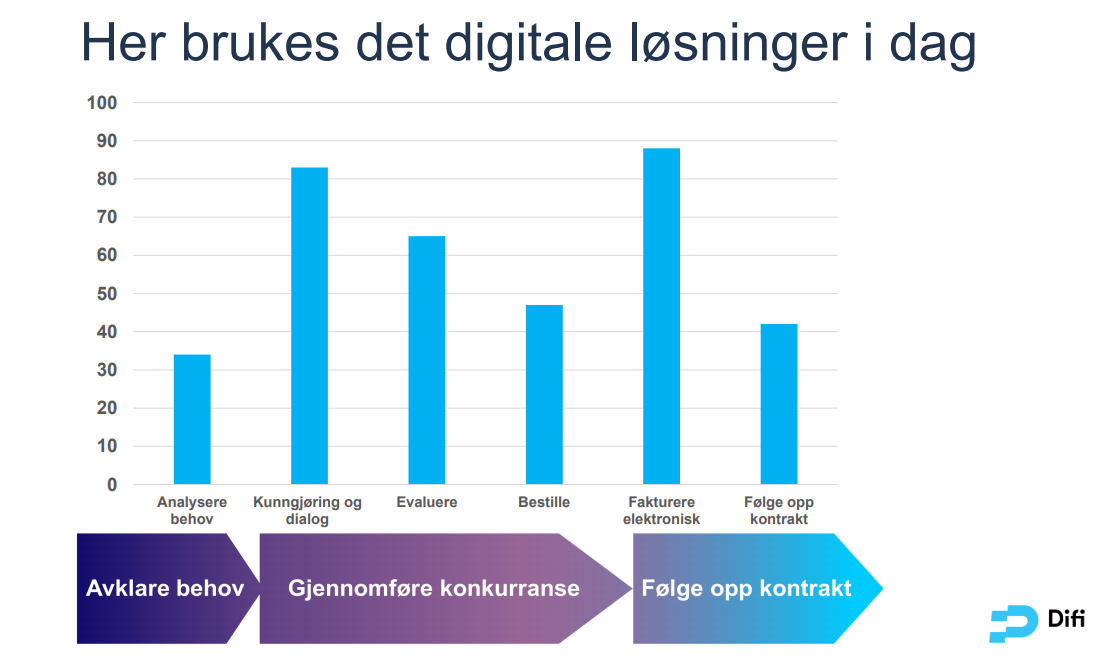 Her brukes det digitale løsninger i dag
100
90
80
70
60
50
40
30
20
10
0
Analysere
behov
Kunngjøring og
dialog
Evaluere
Bestille
Fakturere
elektronisk
Følge opp
kontrakt
Avklare behov
Gjennomføre konkurranse
Følge opp kontrakt
Difi